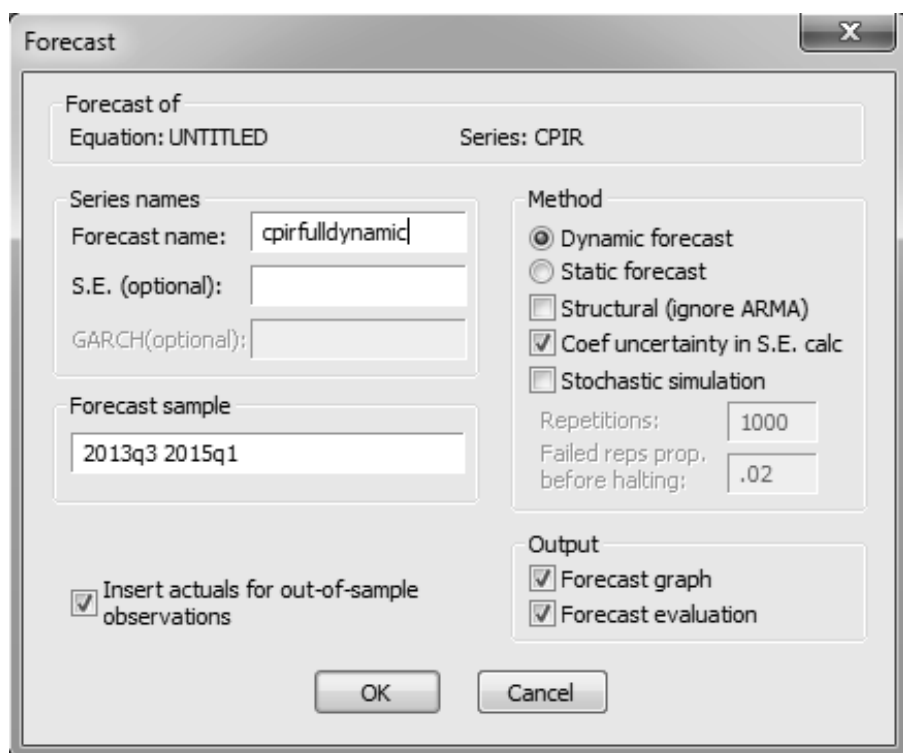 Forecast
X
Forecast of
Equation: UNTITLED Series: CPIR
Series names
Forecast name: cpirfulldynamic
S.E. (optional):
GARCH(optional):
Forecast sample
2013q3 2015q1
Insert actuals for out-of-sample
observations
Method
Dynamic forecast
Static forecast
Structural (ignore ARMA)
Coef uncertainty in S.E. calc
Stochastic simulation
Repetitions: 1000
Failed reps prop.
before halting: .02
Output
Forecast graph
Forecast evaluation
OK Cancel